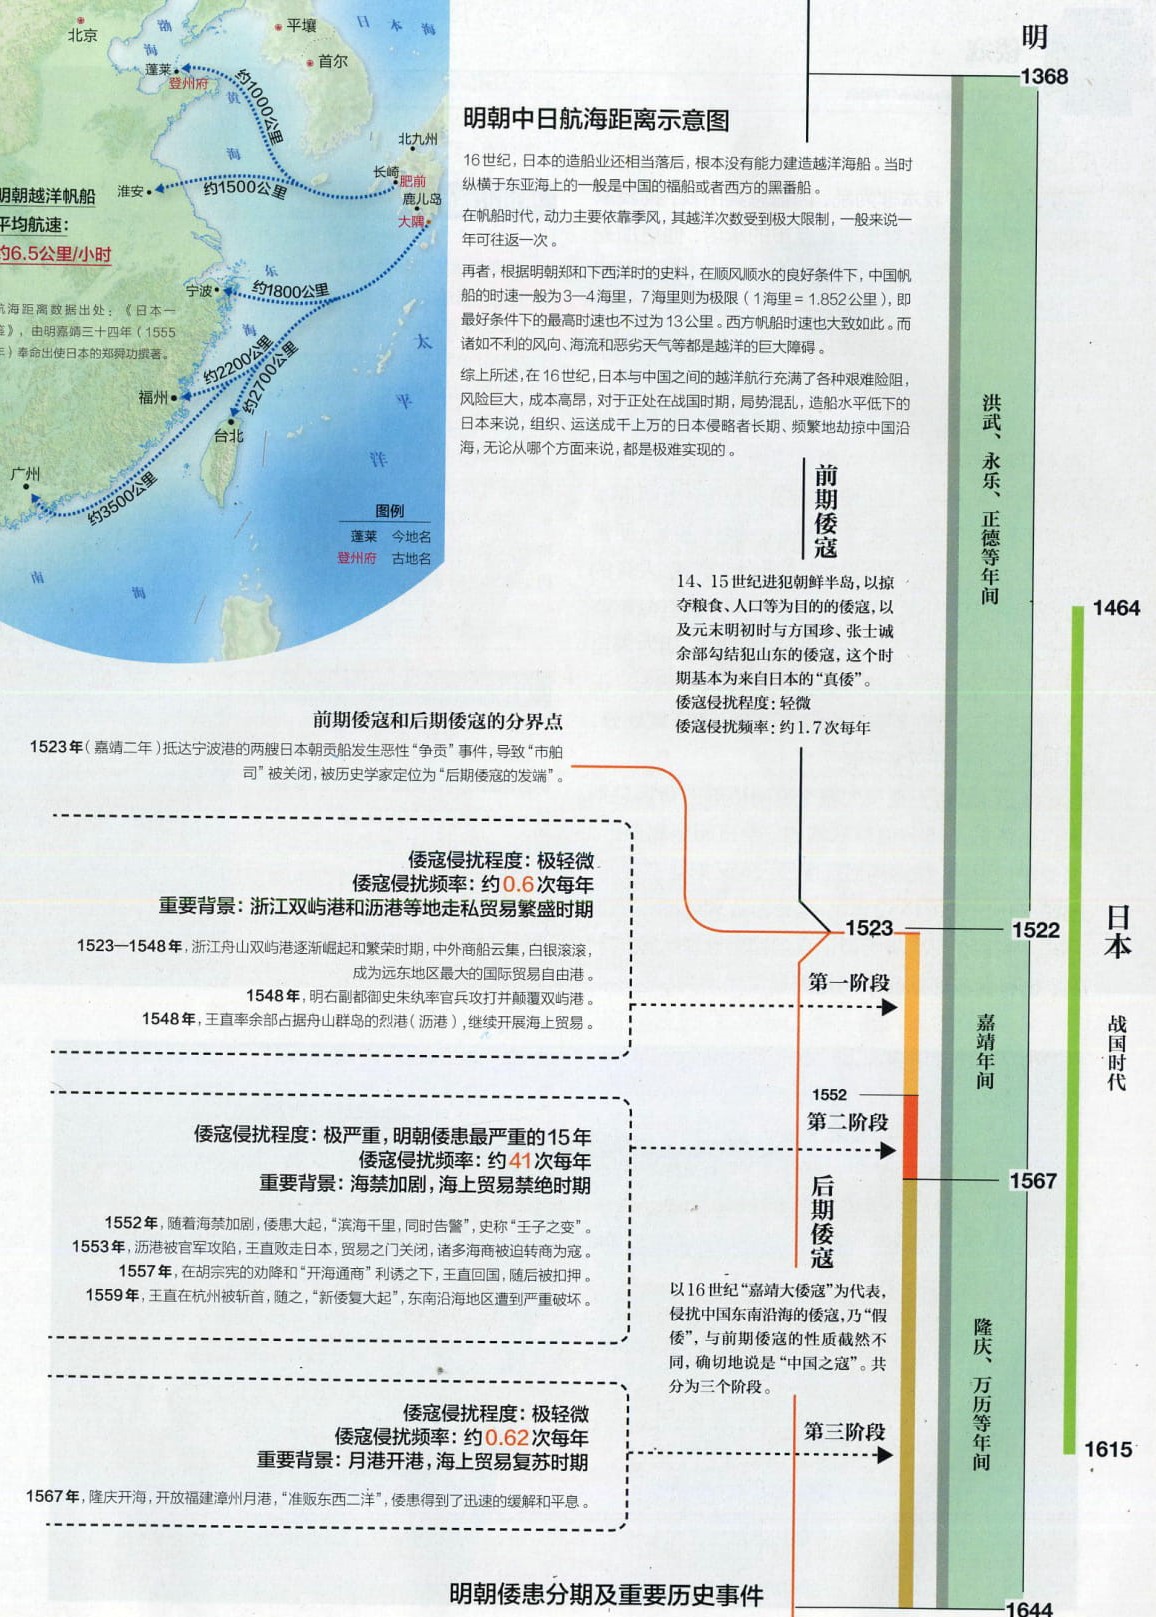 北京
渤
海
平壤
日本海
首尔
蓬莱
登州府
约1000公里
黄
海
北九州
长崎
肥前
鹿儿岛
大隅
明朝越洋帆船
平均航速：
约6.5公里/小时
淮安
约1500公里
东
海
宁波
约1800公里
航海距离数据出处：《日本一
鉴》，由明嘉靖三十四年（1555
年）奉命出使日本的郑舜功撰著。
约2200公里
约2700公里
福州
台北
广州
约3500公里
太
平
洋
南
海
图例
蓬莱 今地名
登州府 古地名
明朝中日航海距离示意图
16世纪，日本的造船业还相当落后，根本没有能力建造越洋海船。当时
纵横于东亚海上的一般是中国的福船或者西方的黑番船。
在帆船时代，动力主要依靠季风，其越洋次数受到极大限制，一般来说一
年可往返一次。
再者，根据明朝郑和下西洋时的史料，在顺风顺水的良好条件下，中国帆
船的时速一般为3—4海里，7海里则为极限（1海里＝1.852公里），即
最好条件下的最高时速也不过为13公里。西方帆船时速也大致如此。而
诸如不利的风向、海流和恶劣天气等都是越洋的巨大障碍。
综上所述，在16世纪，日本与中国之间的越洋航行充满了各种艰难险阻，
风险巨大，成本高昂，对于正处在战国时期，局势混乱，造船水平低下的
日本来说，组织、运送成千上万的日本侵略者长期、频繁地劫掠中国沿
海，无论从哪个方面来说，都是极难实现的。
明
1368
洪武、永乐、正德等年间
前期倭寇
14、15世纪进犯朝鲜半岛，以掠
夺粮食、人口等为目的的倭寇，以
及元末明初时与方国珍、张士诚
余部勾结犯山东的倭寇，这个时
期基本为来自日本的“真倭”。
倭寇侵扰程度：轻微
倭寇侵扰频率：约1.7次每年
1464
前期倭寇和后期倭寇的分界点
1523年（嘉靖二年）抵达宁波港的两艘日本朝贡船发生恶性“争贡”事件，导致“市舶
司”被关闭，被历史学家定位为“后期倭寇的发端”。
倭寇侵扰程度：极轻微
倭寇侵扰频率：约0.6次每年
重要背景：浙江双屿港和沥港等地走私贸易繁盛时期
1523—1548年，浙江舟山双屿港逐渐崛起和繁荣时期，中外商船云集，白银滚滚，
成为远东地区最大的国际贸易自由港。
1548年，明右副都御史朱纨率官兵攻打并颠覆双屿港。
1548年，王直率余部占据舟山群岛的烈港（沥港），继续开展海上贸易。
1523
1522
第一阶段
日本
战国时代
嘉靖年间
1552
第二阶段
倭寇侵扰程度：极严重，明朝倭患最严重的15年
倭寇侵扰频率：约41次每年
重要背景：海禁加剧，海上贸易禁绝时期
1552年，随着海禁加剧，倭患大起，“滨海千里，同时告警”，史称“壬子之变”。
1553年，沥港被官军攻陷，王直败走日本，贸易之门关闭，诸多海商被迫转商为寇。
1557年，在胡宗宪的劝降和“开海通商”利诱之下，王直回国，随后被扣押。
1559年，王直在杭州被斩首，随之，“新倭复大起”，东南沿海地区遭到严重破坏。
1567
后期倭寇
以16世纪“嘉靖大倭寇”为代表，
侵扰中国东南沿海的倭寇，乃“假
倭”，与前期倭寇的性质截然不
同，确切地说是“中国之寇”。共
分为三个阶段。
隆庆、万历等年间
倭寇侵扰程度：极轻微
倭寇侵扰频率：约0.62次每年
重要背景：月港开港，海上贸易复苏时期
1567年，隆庆开海，开放福建漳州月港，“准贩东西二洋”，倭患得到了迅速的缓解和平息。
第三阶段
1615
明朝倭患分期及重要历史事件
1644